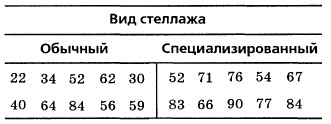 Вид стеллажа
Обычный Специализированный
22 34 52 62 30 52 71 76 54 67
40 64 84 56 59 83 66 90 77 84